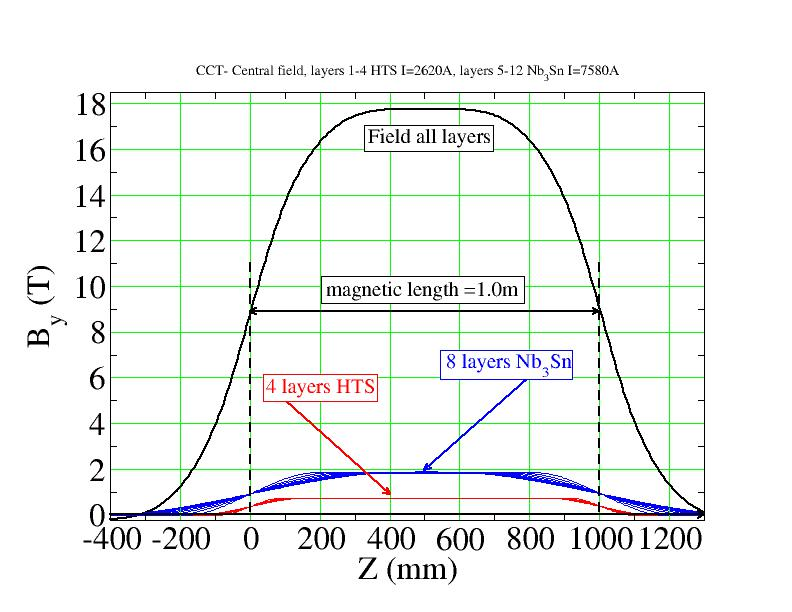 CCT- Central field, layers 1-4 HTS I=2620A, layers 5-12 Nb3Sn I=7580A
18
Field all layers
16
14
12
10
magnetic length =1.0m
8
8 layers Nb3Sn
6
4 layers HTS
4
2
0
-400 -200 0 200 400 600 800 1000 1200
By (T)
Z (mm)